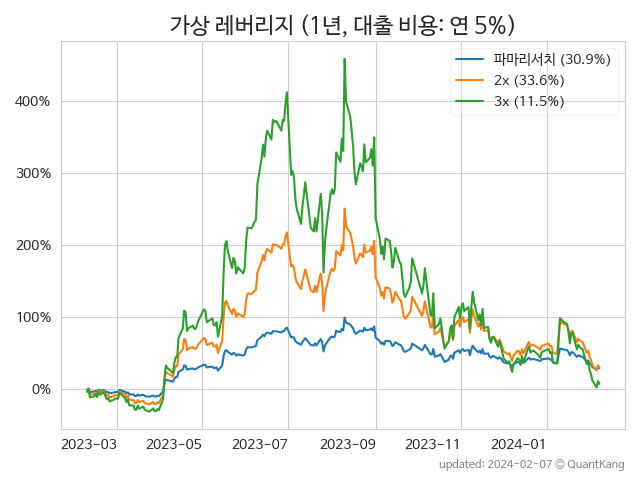 가상 레버리지 (1년, 대출 비용: 연 5%)
파마리서치 (30.9%)
2x (33.6%)
3x (11.5%)
400%
300%
200%
100%
0%
2023-03 2023-05 2023-07 2023-09 2023-11 2024-01
updated: 2024-02-07 © QuantKang